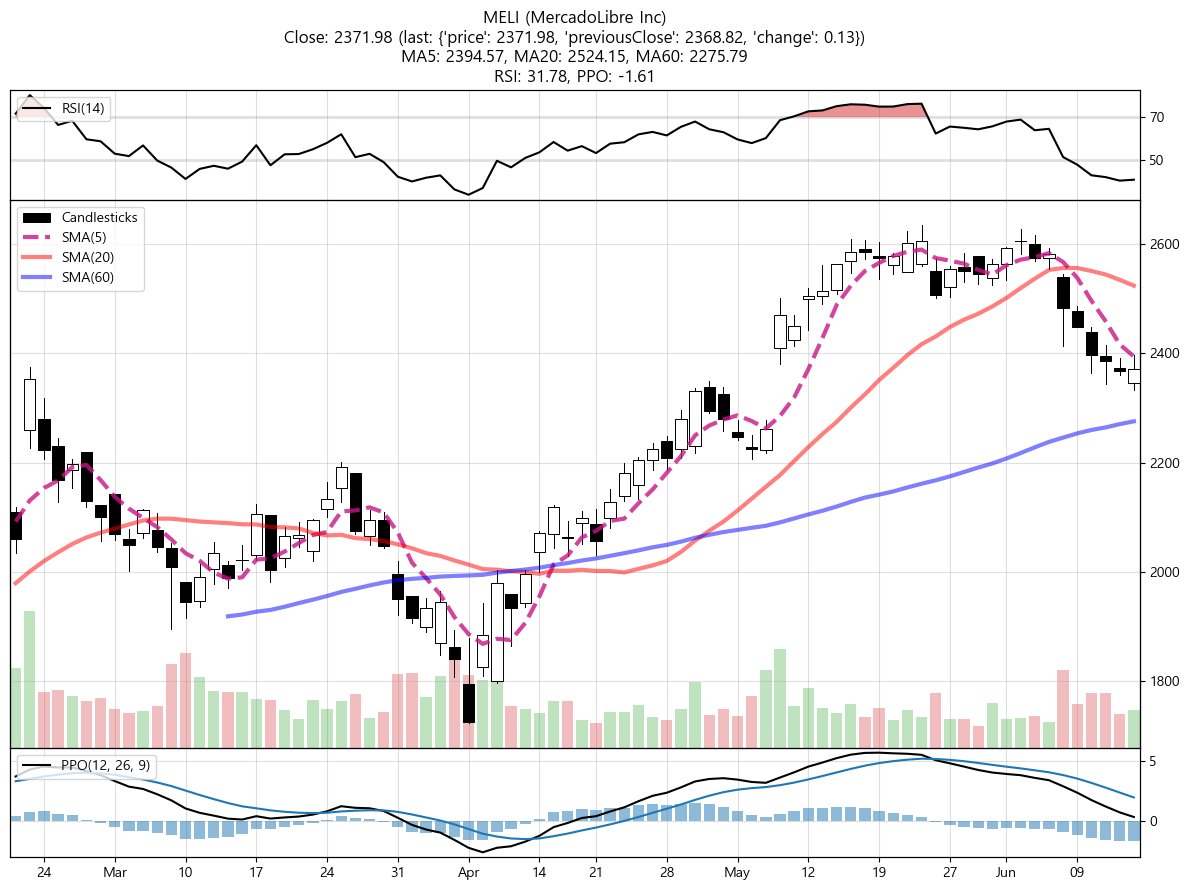 MELI (MercadoLibre Inc)
Close: 2371.98 (last: {'price': 2371.98, 'previousClose': 2368.82, 'change': 0.13})
MA5: 2394.57, MA20: 2524.15, MA60: 2275.79
RSI: 31.78, PPO: -1.61
RSI(14)
70
50
Candlesticks
SMA(5)
SMA(20)
SMA(60)
2600
2400
2200
2000
1800
PPO(12, 26, 9)
5
0
24 Mar 10 17 24 31 Apr 14 21 28 May 12 19 27 Jun 09